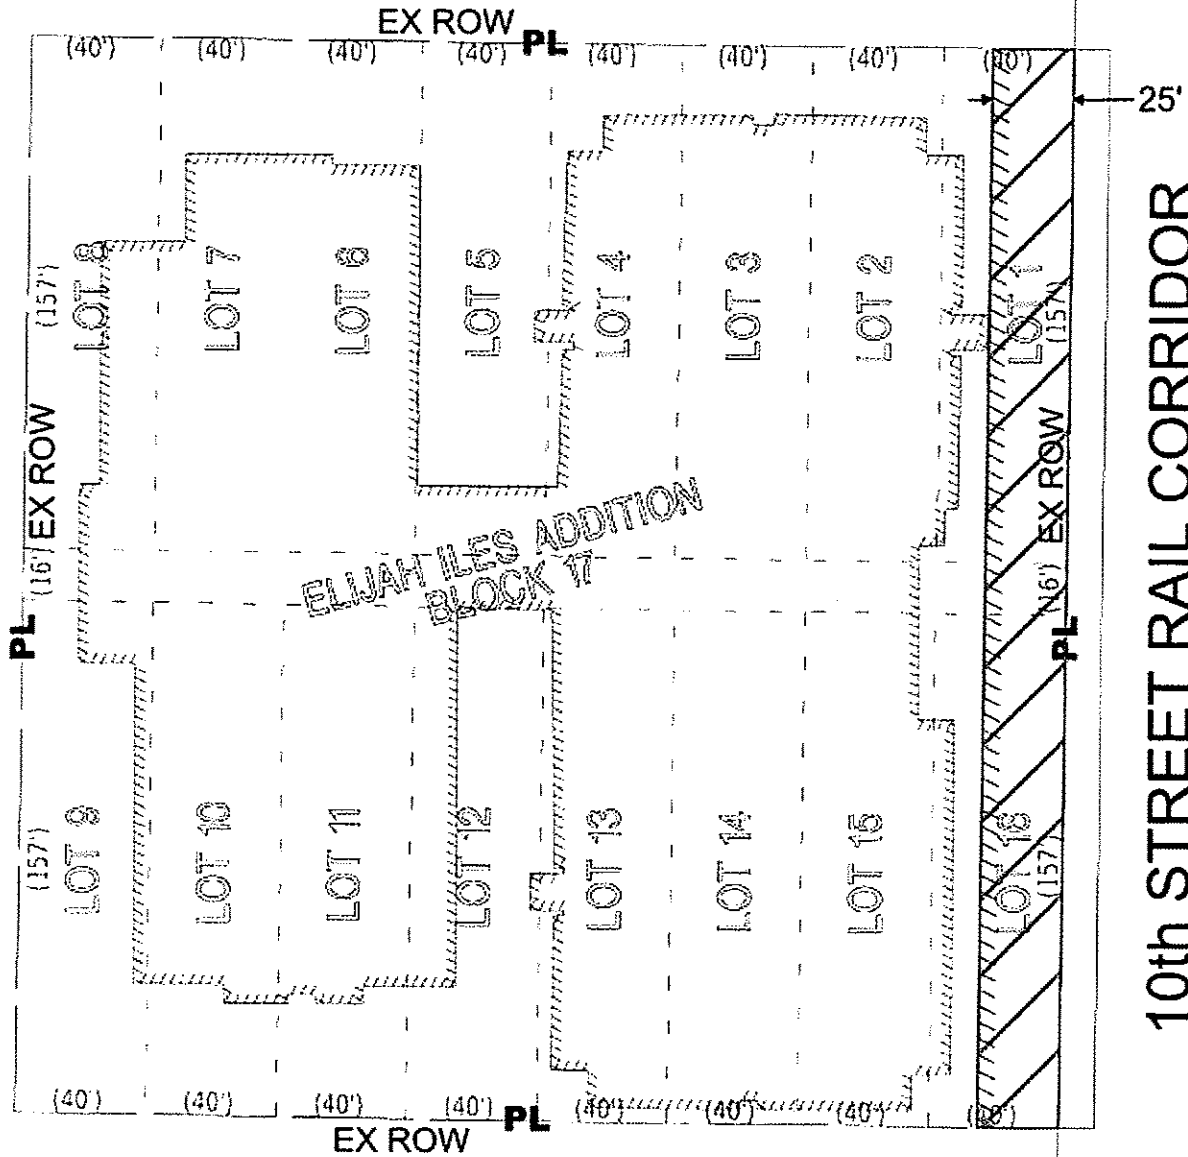 EX ROW
PL
(40')
(40')
(40')
(40')
(40')
(40')
(40')
(40')
25'
LOT 8
LOT 7
LOT 6
LOT 5
LOT 4
LOT 3
LOT 2
LOT 1
(157')
(157')
EX ROW
(16')
PL
ELIJAH ILES ADDITION
BLOCK 17
EX ROW
(16')
PL
10th STREET RAIL CORRIDOR
LOT 9
LOT 10
LOT 11
LOT 12
LOT 13
LOT 14
LOT 15
LOT 16
(157')
(157')
(40')
(40')
(40')
(40')
(40')
(40')
(40')
(40')
PL
EX ROW